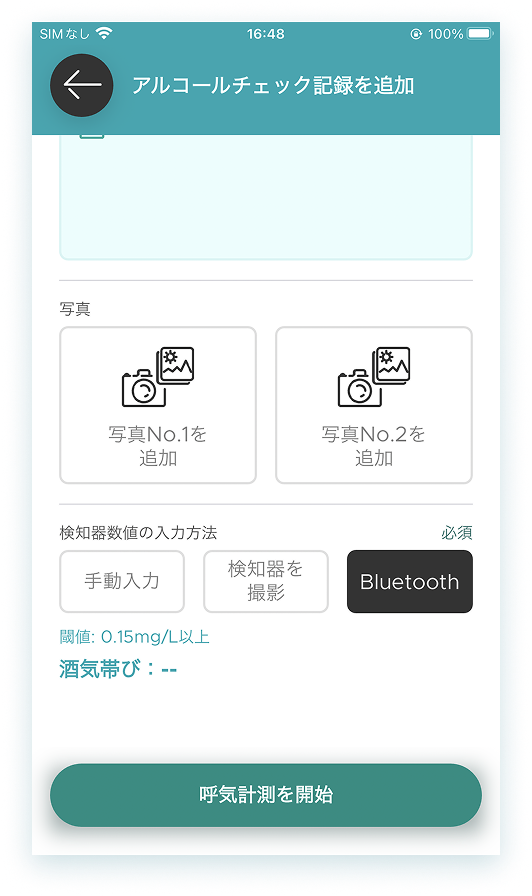 SIMなし 16:48 100%
アルコールチェック記録を追加
写真
写真No.1を
追加
写真No.2を
追加
検知器数値の入力方法 必須
手動入力
検知器を
撮影
Bluetooth
閾値: 0.15mg/L以上
酒気帯び：--
呼気計測を開始